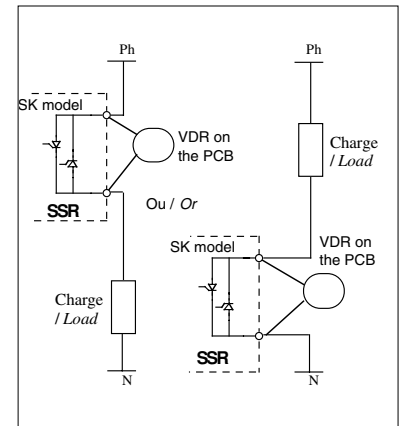 Ph
SK model
VDR on
the PCB
SSR
Ou / Or
Charge
/ Load
N
Ph
Charge
/ Load
SK model
VDR on
the PCB
SSR
N